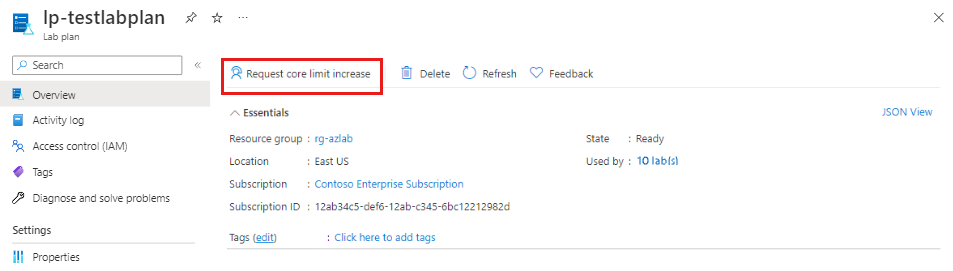 lp-testlabplan
Lab plan
Search
Overview
Activity log
Access control (IAM)
Tags
Diagnose and solve problems
Settings
Properties
Request core limit increase Delete Refresh Feedback
Essentials JSON View
Resource group : rg-azlab State : Ready
Location : East US Used by : 10 lab(s)
Subscription : Contoso Enterprise Subscription
Subscription ID : 12ab34c5-def6-12ab-c345-6bc12212982d
Tags (edit) : Click here to add tags